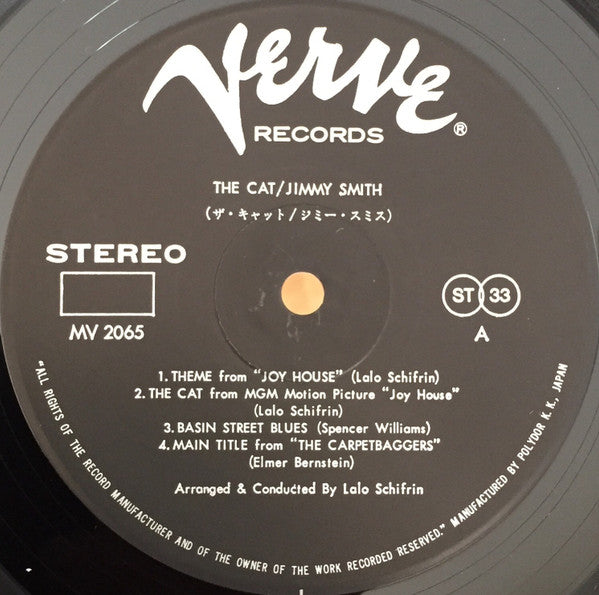 Verve
RECORDS ®
THE CAT/JIMMY SMITH
(ザ・キャット/ジミー・スミス)
STEREO
MV 2065
ST 33
A
1. THEME from "JOY HOUSE" (Lalo Schifrin)
2. THE CAT from MGM Motion Picture "Joy House"
(Lalo Schifrin)
3. BASIN STREET BLUES (Spencer Williams)
4. MAIN TITLE from "THE CARPETBAGGERS"
(Elmer Bernstein)
Arranged & Conducted By Lalo Schifrin
"ALL RIGHTS OF THE RECORD MANUFACTURER AND OF THE OWNER OF THE WORK RECORDED RESERVED." MANUFACTURED BY POLYDOR K. K., JAPAN